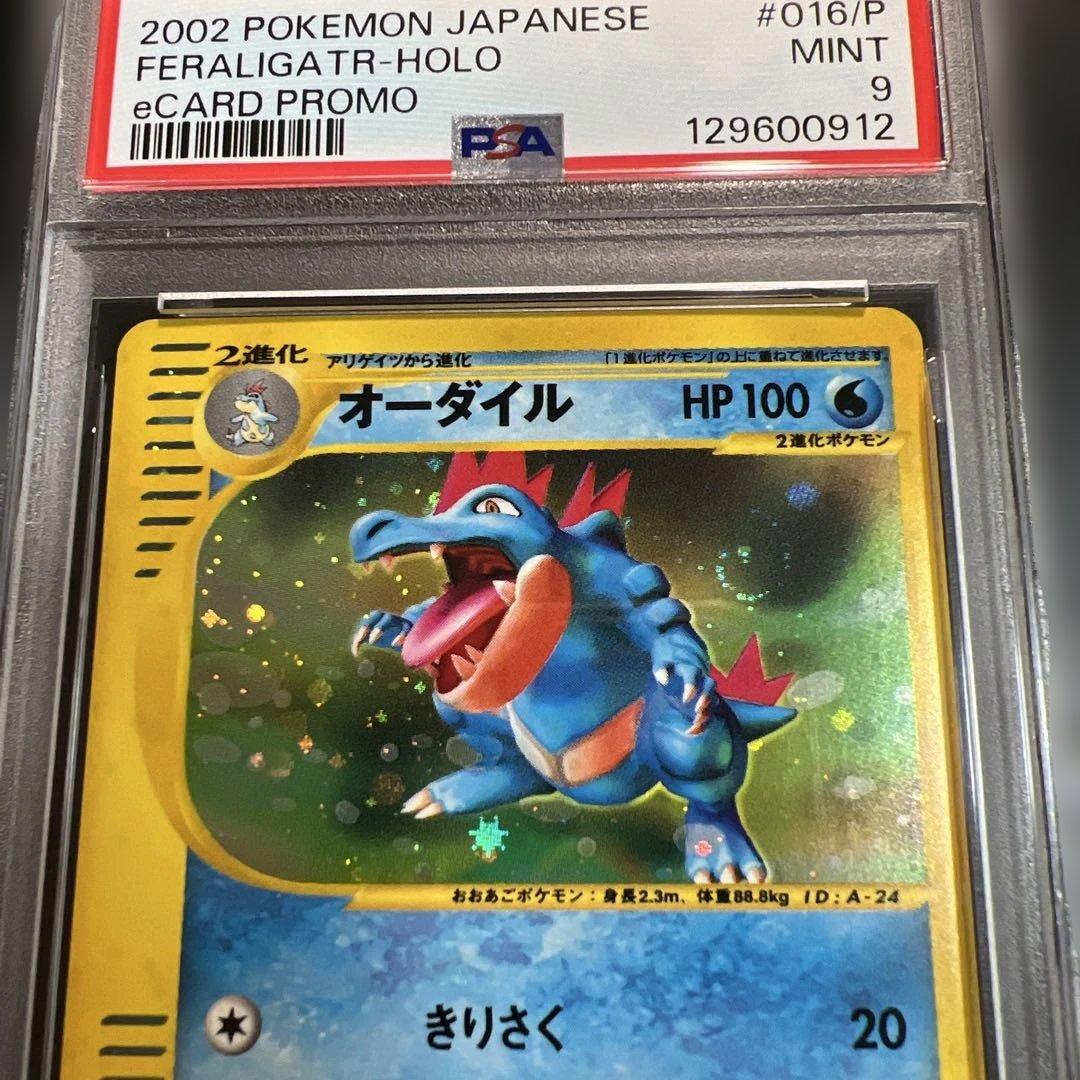 2002 POKEMON JAPANESE #016/P
FERALIGATR-HOLO MINT
eCARD PROMO 9
PSA 129600912
2進化 アリゲイツから進化 「1進化ポケモン」の上に重ねて進化させます。
オーダイル HP 100
2進化ポケモン
おおあごポケモン:身長2.3m、体重88.8kg ID:A-24
きりさく 20